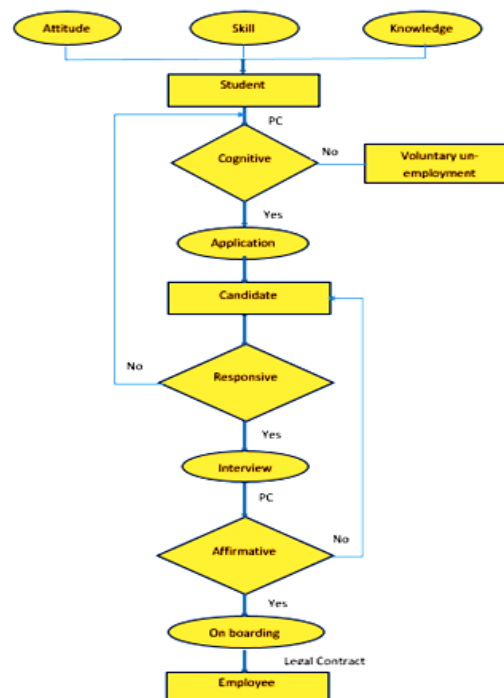 Attitude
Skill
Knowledge
Student
PC
Cognitive
No
Voluntary un-
employment
Yes
Application
Candidate
No
Responsive
Yes
Interview
PC
Affirmative
No
Yes
On boarding
Legal Contract
Employee